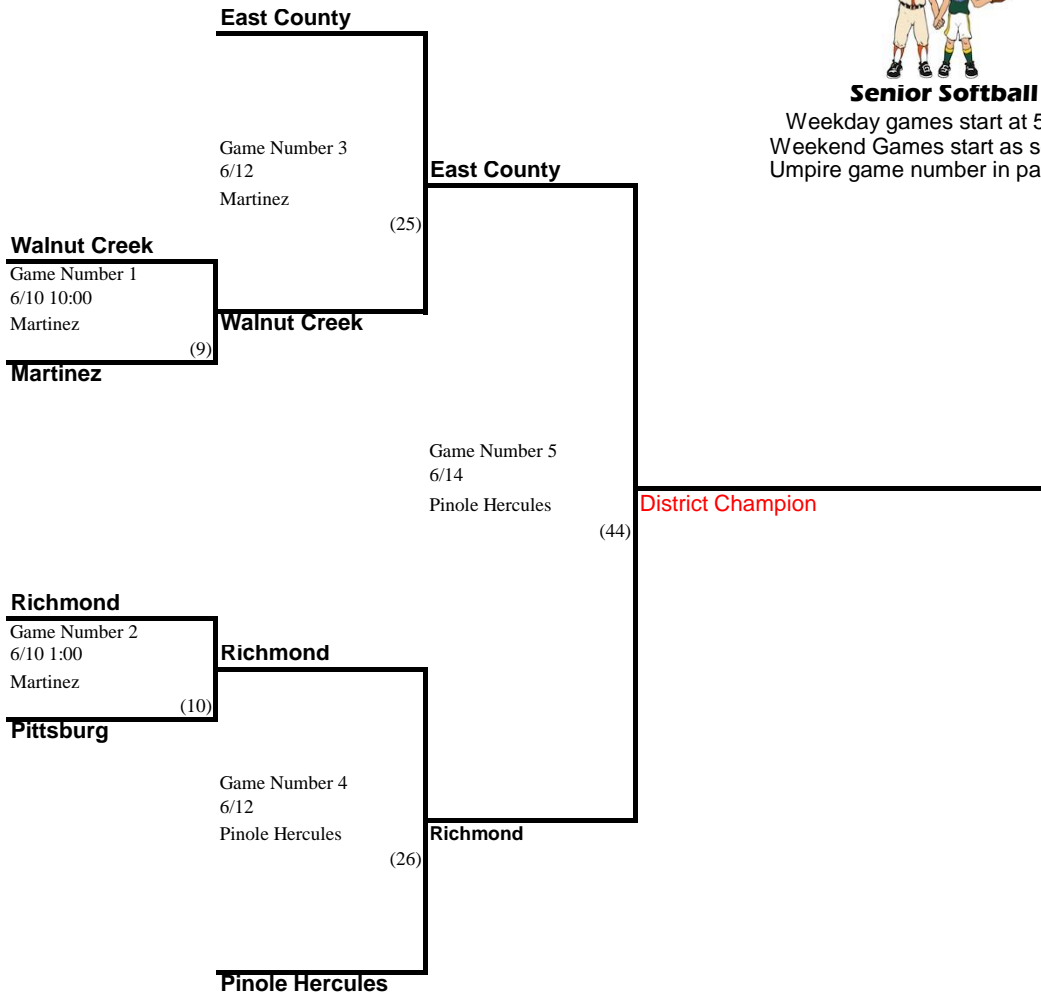 East County
Senior Softball
Weekday games start at 5
Weekend Games start as s
Umpire game number in pa
Game Number 3
6/12
Martinez
(25)
East County
Walnut Creek
Game Number 1
6/10 10:00
Martinez
(9)
Walnut Creek
Martinez
Game Number 5
6/14
Pinole Hercules
(44)
District Champion
Richmond
Game Number 2
6/10 1:00
Martinez
(10)
Richmond
Pittsburg
Game Number 4
6/12
Pinole Hercules
(26)
Richmond
Pinole Hercules